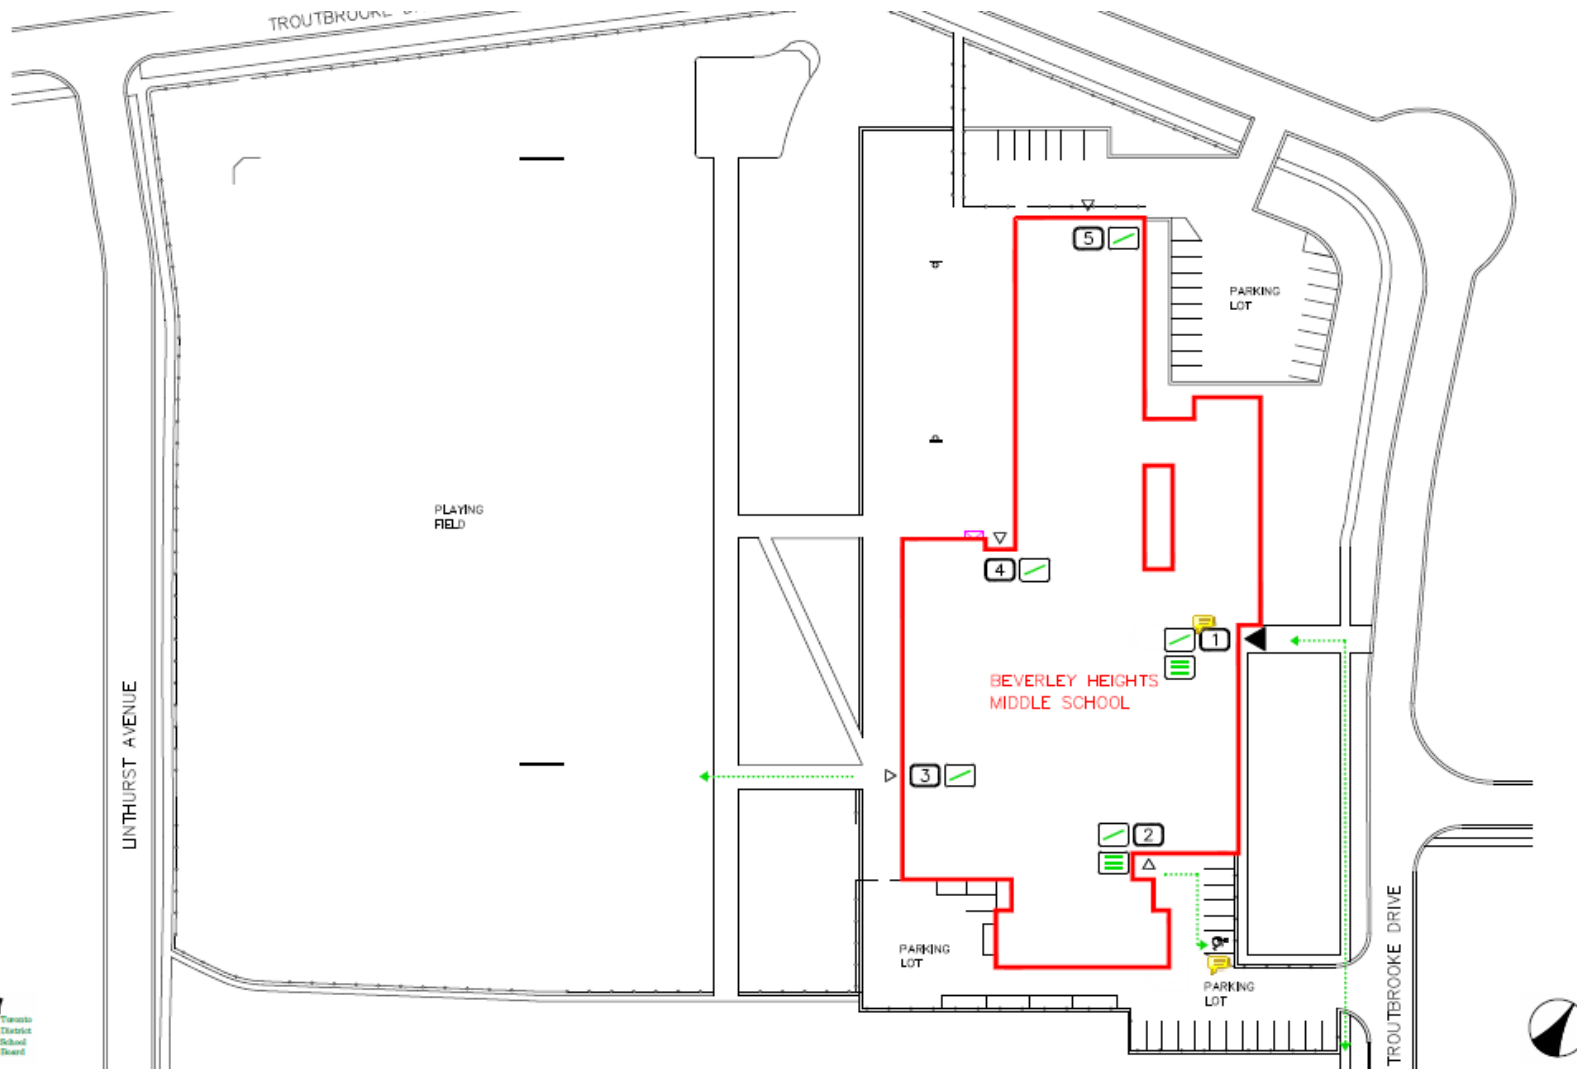 TROUTBROOKE
5
PARKING
LOT
PLAYING
FIELD
4
1
BEVERLEY HEIGHTS
MIDDLE SCHOOL
LINTHURST AVENUE
3
2
TROUTBROOKE DRIVE
PARKING
LOT
PARKING
LOT
Toronto
District
School
Board